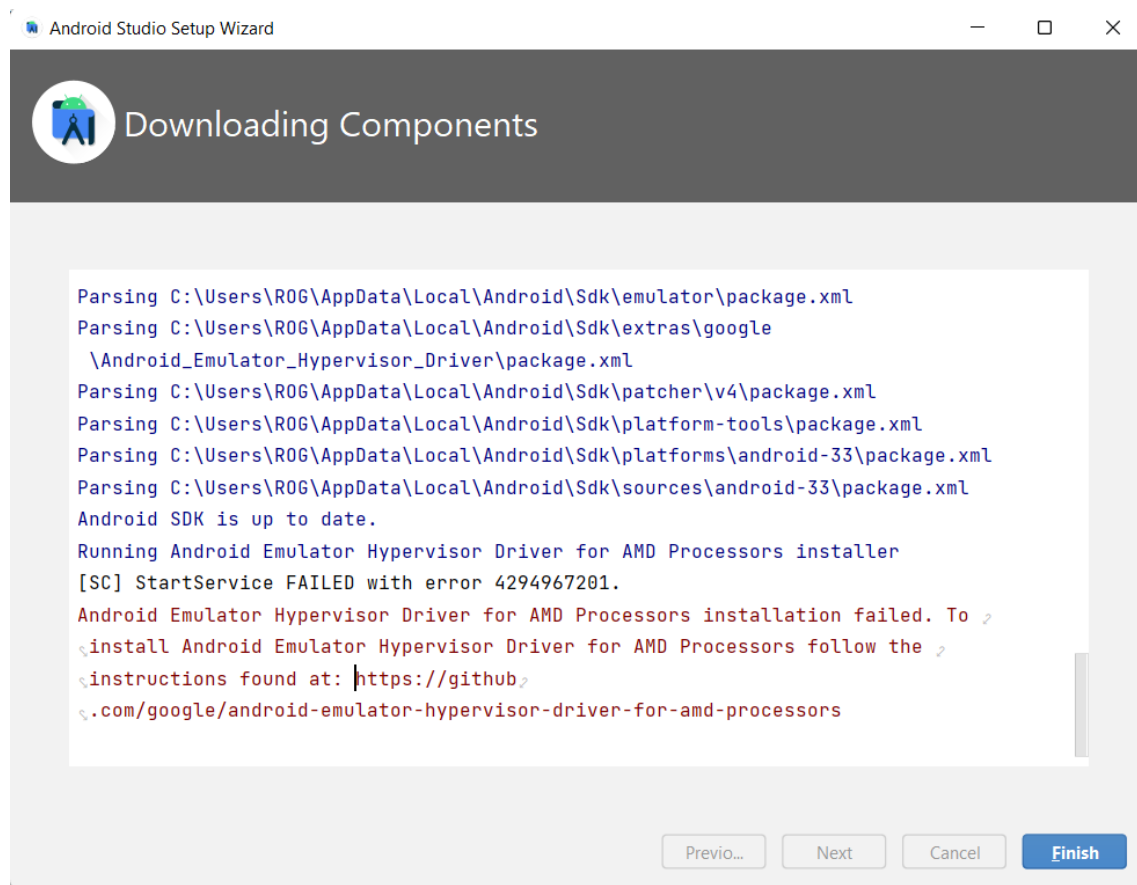 Android Studio Setup Wizard
Downloading Components
Parsing C:\Users\ROG\AppData\Local\Android\Sdk\emulator\package.xml
Parsing C:\Users\ROG\AppData\Local\Android\Sdk\extras\google
\Android_Emulator_Hypervisor_Driver\package.xml
Parsing C:\Users\ROG\AppData\Local\Android\Sdk\patcher\v4\package.xml
Parsing C:\Users\ROG\AppData\Local\Android\Sdk\platform-tools\package.xml
Parsing C:\Users\ROG\AppData\Local\Android\Sdk\platforms\android-33\package.xml
Parsing C:\Users\ROG\AppData\Local\Android\Sdk\sources\android-33\package.xml
Android SDK is up to date.
Running Android Emulator Hypervisor Driver for AMD Processors installer
[SC] StartService FAILED with error 4294967201.
Android Emulator Hypervisor Driver for AMD Processors installation failed. To
install Android Emulator Hypervisor Driver for AMD Processors follow the
instructions found at: https://github
.com/google/android-emulator-hypervisor-driver-for-amd-processors
Previo... Next Cancel Finish